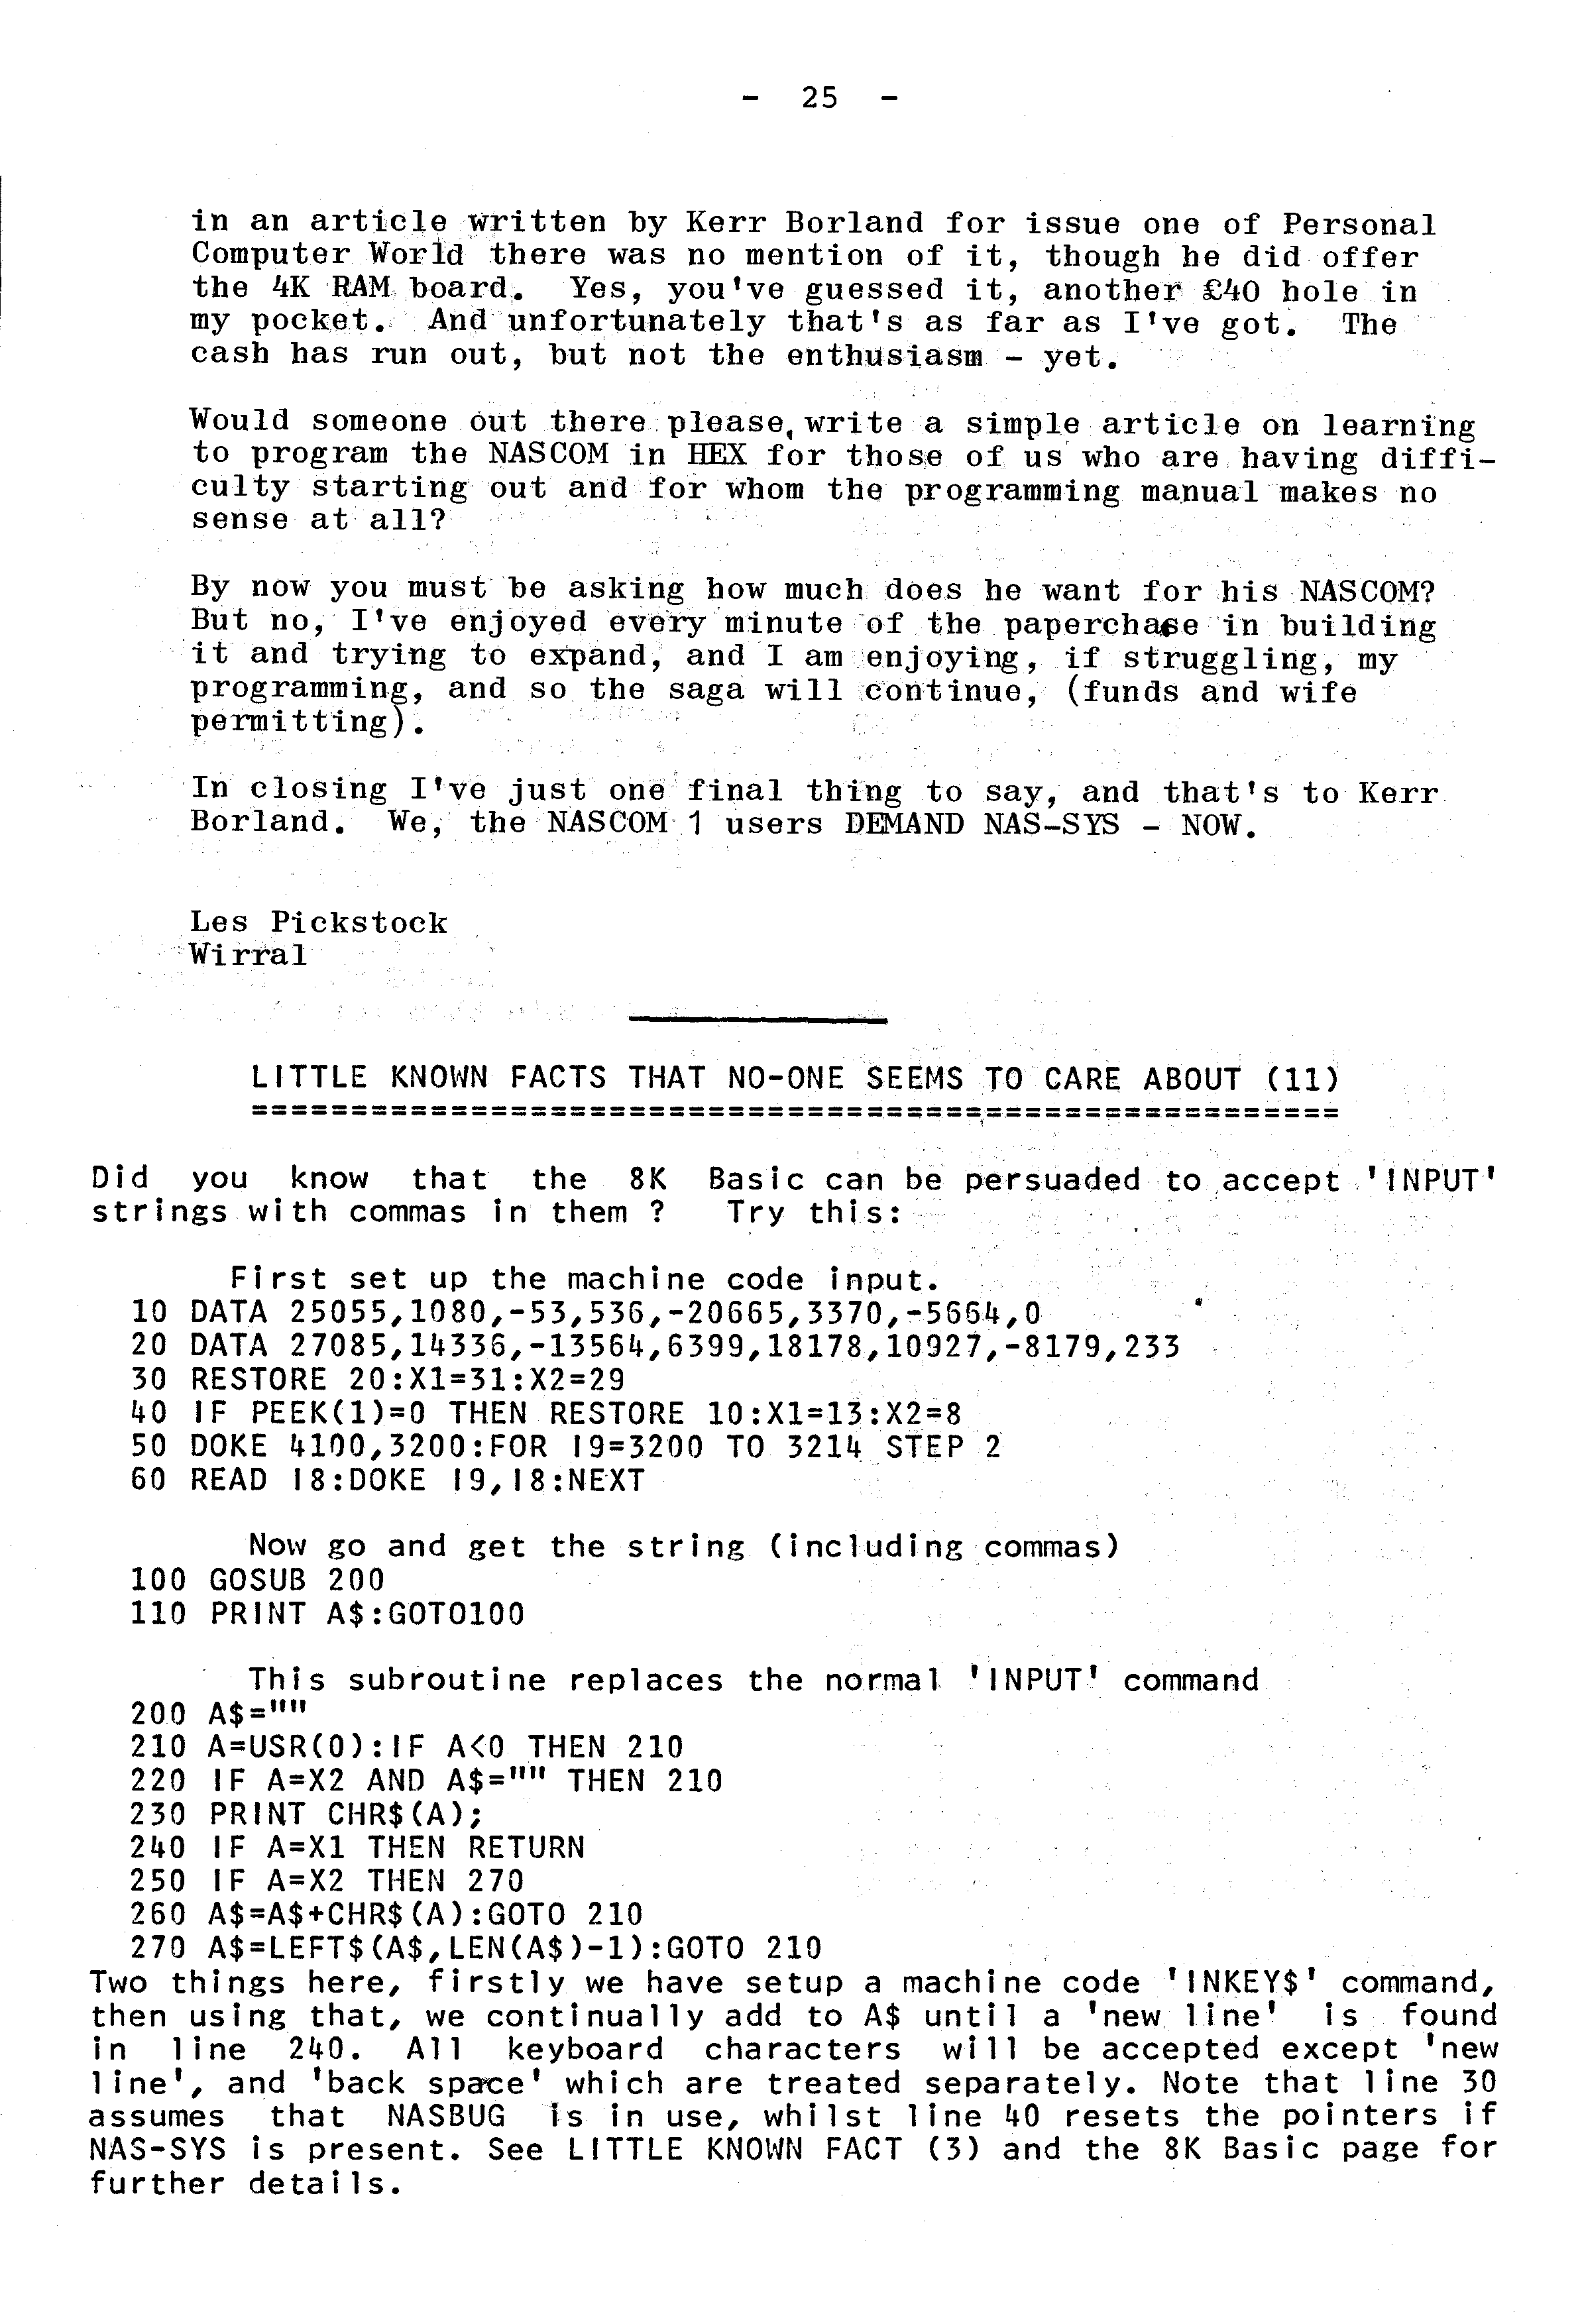 - 25 -
in an article written by Kerr Borland for issue one of Personal
Computer World there was no mention of it, though he did offer
the 4K RAM board. Yes, you've guessed it, another £40 hole in
my pocket. And unfortunately that's as far as I've got. The
cash has run out, but not the enthusiasm - yet.
Would someone out there please, write a simple article on learning
to program the NASCOM in HEX for those of us who are having diffi-
culty starting out and for whom the programming manual makes no
sense at all?
By now you must be asking how much does he want for his NASCOM?
But no, I've enjoyed every minute of the paperchase in building
it and trying to expand, and I am enjoying, if struggling, my
programming, and so the saga will continue, (funds and wife
permitting).
In closing I've just one final thing to say, and that's to Kerr
Borland. We, the NASCOM 1 users DEMAND NAS-SYS - NOW.
Les Pickstock
Wirral
LITTLE KNOWN FACTS THAT NO-ONE SEEMS TO CARE ABOUT (11)
=======================================================
Did you know that the 8K Basic can be persuaded to accept 'INPUT'
strings with commas in them ? Try this:
First set up the machine code input.
10 DATA 25055,1080,-53,536,-20665,3370,-5664,0
20 DATA 27085,14336,-13564,6399,18178,10927,-8179,233
30 RESTORE 20:X1=31:X2=29
40 IF PEEK(1)=0 THEN RESTORE 10:X1=13:X2=8
50 DOKE 4100,3200:FOR I9=3200 TO 3214 STEP 2
60 READ I8:DOKE I9,I8:NEXT
Now go and get the string (including commas)
100 GOSUB 200
110 PRINT A$:GOTO100
This subroutine replaces the normal 'INPUT' command
200 A$=""
210 A=USR(0):IF A<0 THEN 210
220 IF A=X2 AND A$="" THEN 210
230 PRINT CHR$(A);
240 IF A=X1 THEN RETURN
250 IF A=X2 THEN 270
260 A$=A$+CHR$(A):GOTO 210
270 A$=LEFT$(A$,LEN(A$)-1):GOTO 210
Two things here, firstly we have setup a machine code 'INKEY$' command,
then using that, we continually add to A$ until a 'new line' is found
in line 240. All keyboard characters will be accepted except 'new
line', and 'back space' which are treated separately. Note that line 30
assumes that NASBUG is in use, whilst line 40 resets the pointers if
NAS-SYS is present. See LITTLE KNOWN FACT (3) and the 8K Basic page for
further details.